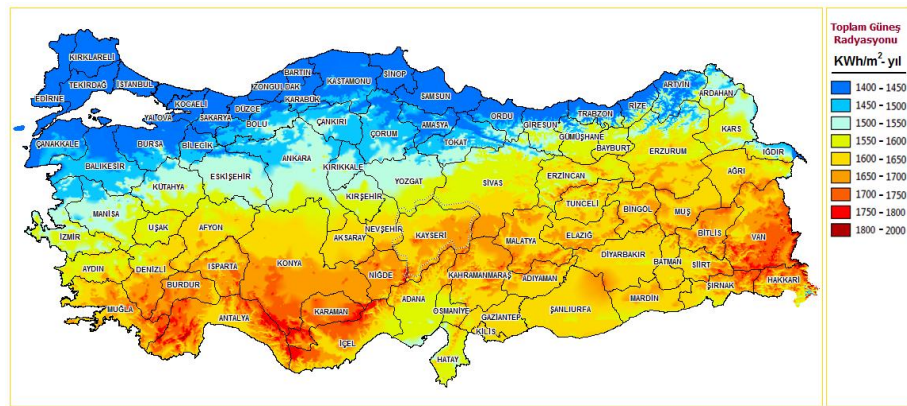 Toplam Güneş
Radyasyonu
KWh/m²- yıl
1400 - 1450
1450 - 1500
1500 - 1550
1550 - 1600
1600 - 1650
1650 - 1700
1700 - 1750
1750 - 1800
1800 - 2000
KIRKLARELİ
TEKİRDAĞ
İSTANBUL
EDİRNE
KOCAELİ
YALOVA
SAKARYA
DÜZCE
BOLU
ZONGULDAK
BARTIN
KARABÜK
KASTAMONU
SİNOP
SAMSUN
ÇANKIRI
ÇORUM
AMASYA
TOKAT
ORDU
GİRESUN
TRABZON
RİZE
ARTVİN
ARDAHAN
KARS
IĞDIR
GÜMÜŞHANE
BAYBURT
ERZURUM
AĞRI
ÇANAKKALE
BALIKESİR
BURSA
BİLECİK
ESKİŞEHİR
KÜTAHYA
ANKARA
KIRIKKALE
YOZGAT
KIRŞEHİR
SİVAS
ERZİNCAN
TUNCELİ
BİNGÖL
MUŞ
BİTLİS
VAN
MANİSA
İZMİR
UŞAK
AFYON
AKSARAY
NEVŞEHİR
KAYSERİ
MALATYA
ELAZIĞ
DİYARBAKIR
BATMAN
SİİRT
ŞIRNAK
HAKKARİ
AYDIN
DENİZLİ
ISPARTA
BURDUR
KONYA
NİĞDE
KAHRAMANMARAŞ
ADIYAMAN
MARDİN
ŞANLIURFA
MUĞLA
ANTALYA
KARAMAN
İÇEL
ADANA
OSMANİYE
GAZİANTEP
KİLİS
HATAY